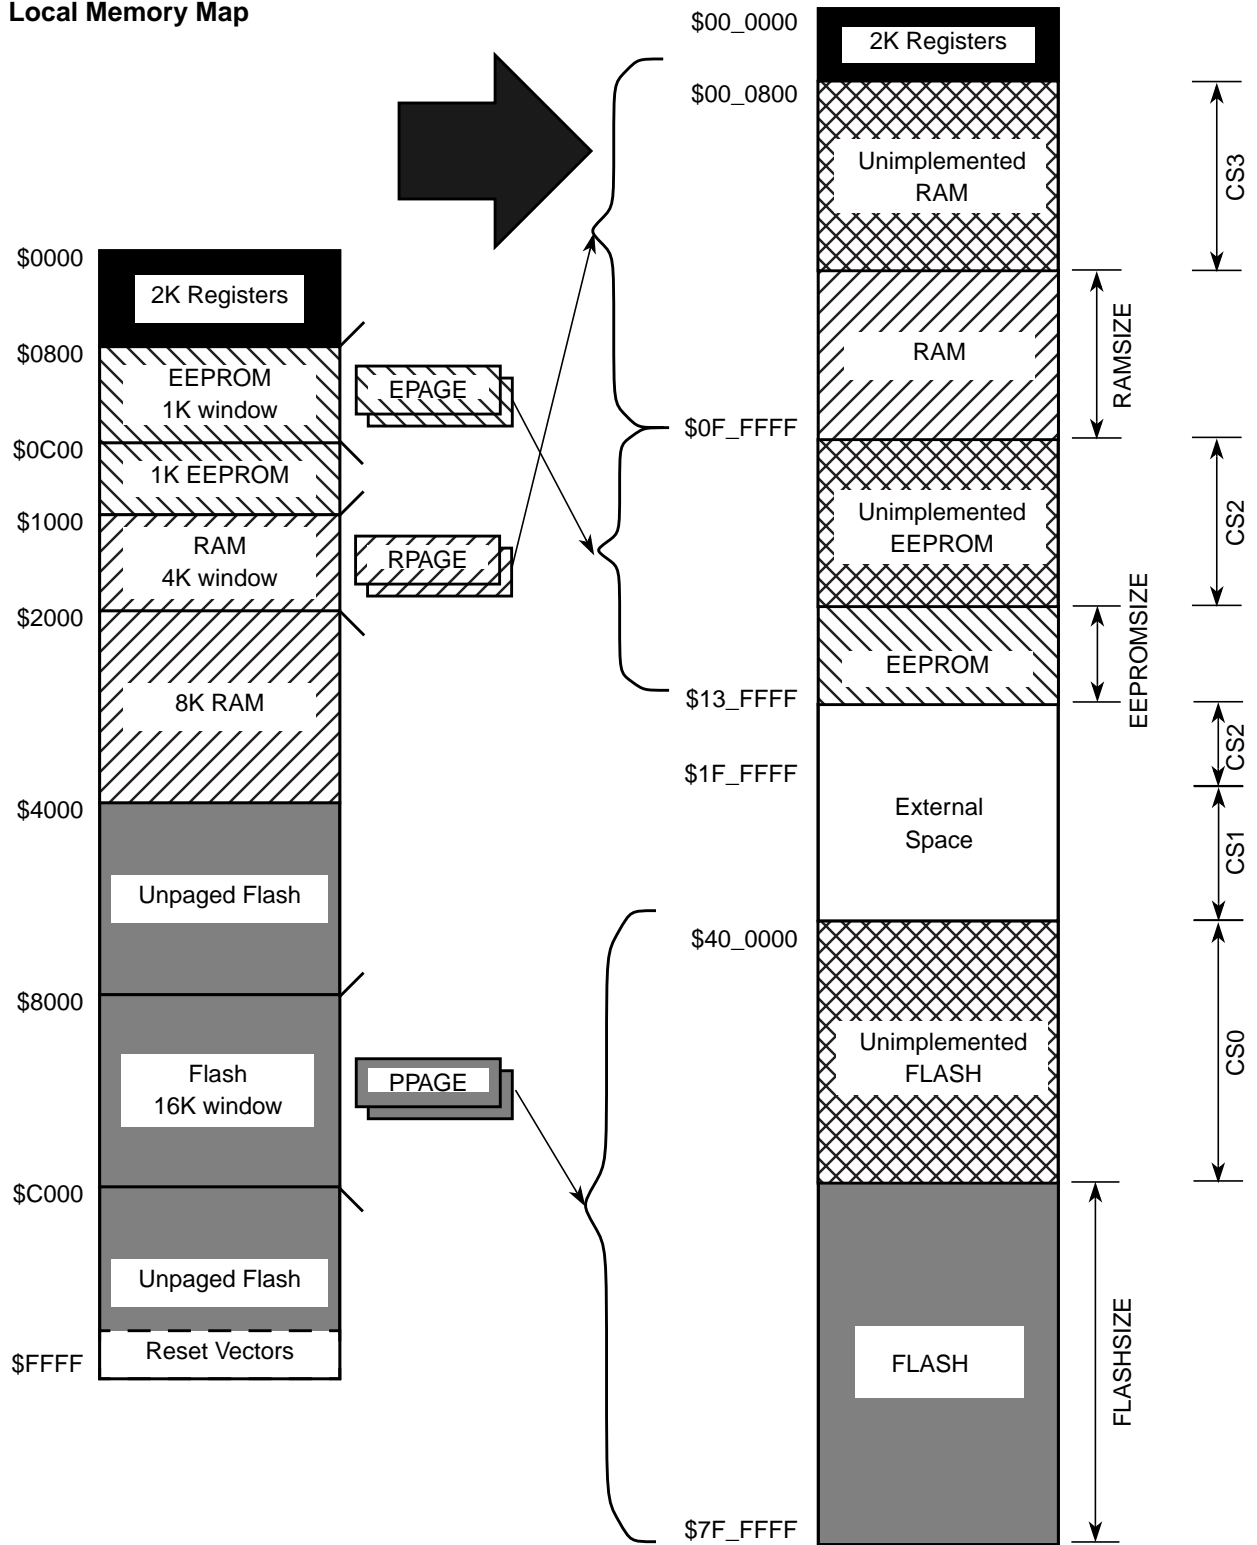 Local Memory Map
$0000
2K Registers
$0800
EEPROM
1K window
$0C00
1K EEPROM
$1000
RAM
4K window
$2000
8K RAM
$4000
Unpaged Flash
$8000
Flash
16K window
$C000
Unpaged Flash
Reset Vectors
$FFFF
EPAGE
RPAGE
PPAGE
$00_0000
2K Registers
$00_0800
Unimplemented
RAM
CS3
RAM
RAMSIZE
$0F_FFFF
Unimplemented
EEPROM
CS2
EEPROM
EEPROMSIZE
$13_FFFF
CS2
$1F_FFFF
External
Space
CS1
$40_0000
Unimplemented
FLASH
CS0
FLASH
FLASHSIZE
$7F_FFFF